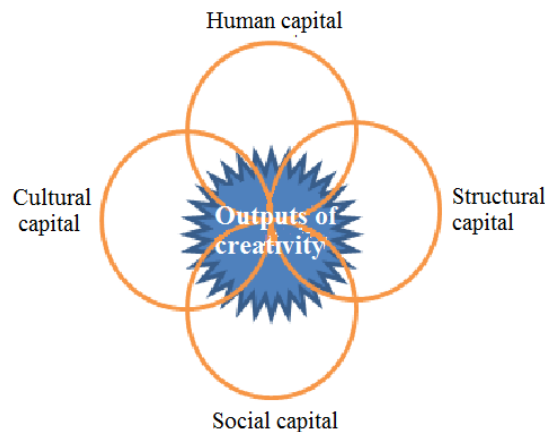 Human capital
Cultural
capital
Structural
capital
Outputs of
creativity
Social capital